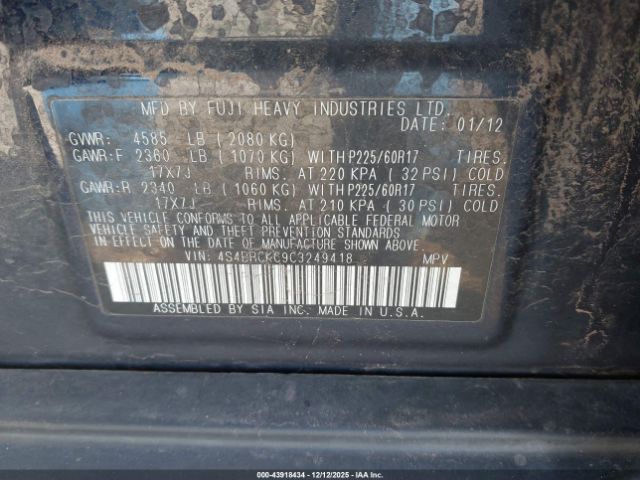 MFD BY FUJI HEAVY INDUSTRIES LTD.
DATE: 01/12
GVWR: 4585 LB (2080 KG)
GAWR:F 2360 LB (1070 KG) WITH P225/60R17 TIRES.
17X7J RIMS. AT 220 KPA (32 PSI) COLD
GAWR:R 2340 LB (1060 KG) WITH P225/60R17 TIRES.
17X7J RIMS. AT 210 KPA (30 PSI) COLD
THIS VEHICLE CONFORMS TO ALL APPLICABLE FEDERAL MOTOR
VEHICLE SAFETY AND THEFT PREVENTION STANDARDS
IN EFFECT ON THE DATE OF MANUFACTURE SHOWN ABOVE.
VIN: 4S4BRCKC9C3249418 MPV
ASSEMBLED BY SIA INC. MADE IN U.S.A.
000-43918434 - 12/12/2025 - IAAI.COM